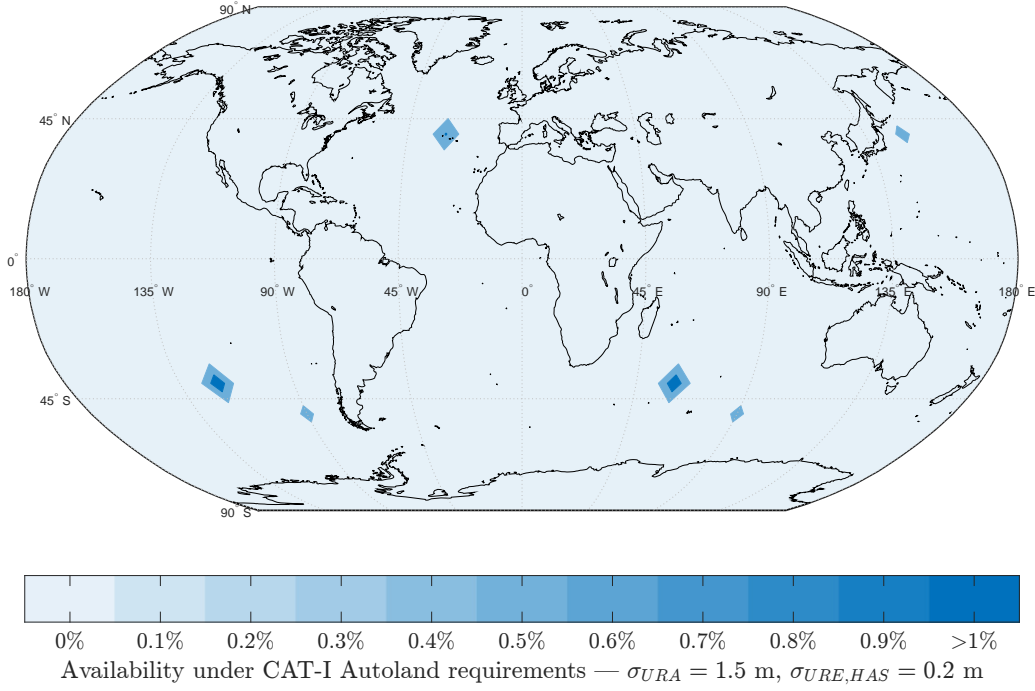 90° N
45° N
0°
180° W 135° W 90° W 45° W 0° 45° E 90° E 135° E 180° E
45° S
90° S
0% 0.1% 0.2% 0.3% 0.4% 0.5% 0.6% 0.7% 0.8% 0.9% >1%
Availability under CAT-I Autoland requirements — σURA = 1.5 m, σURE,HAS = 0.2 m